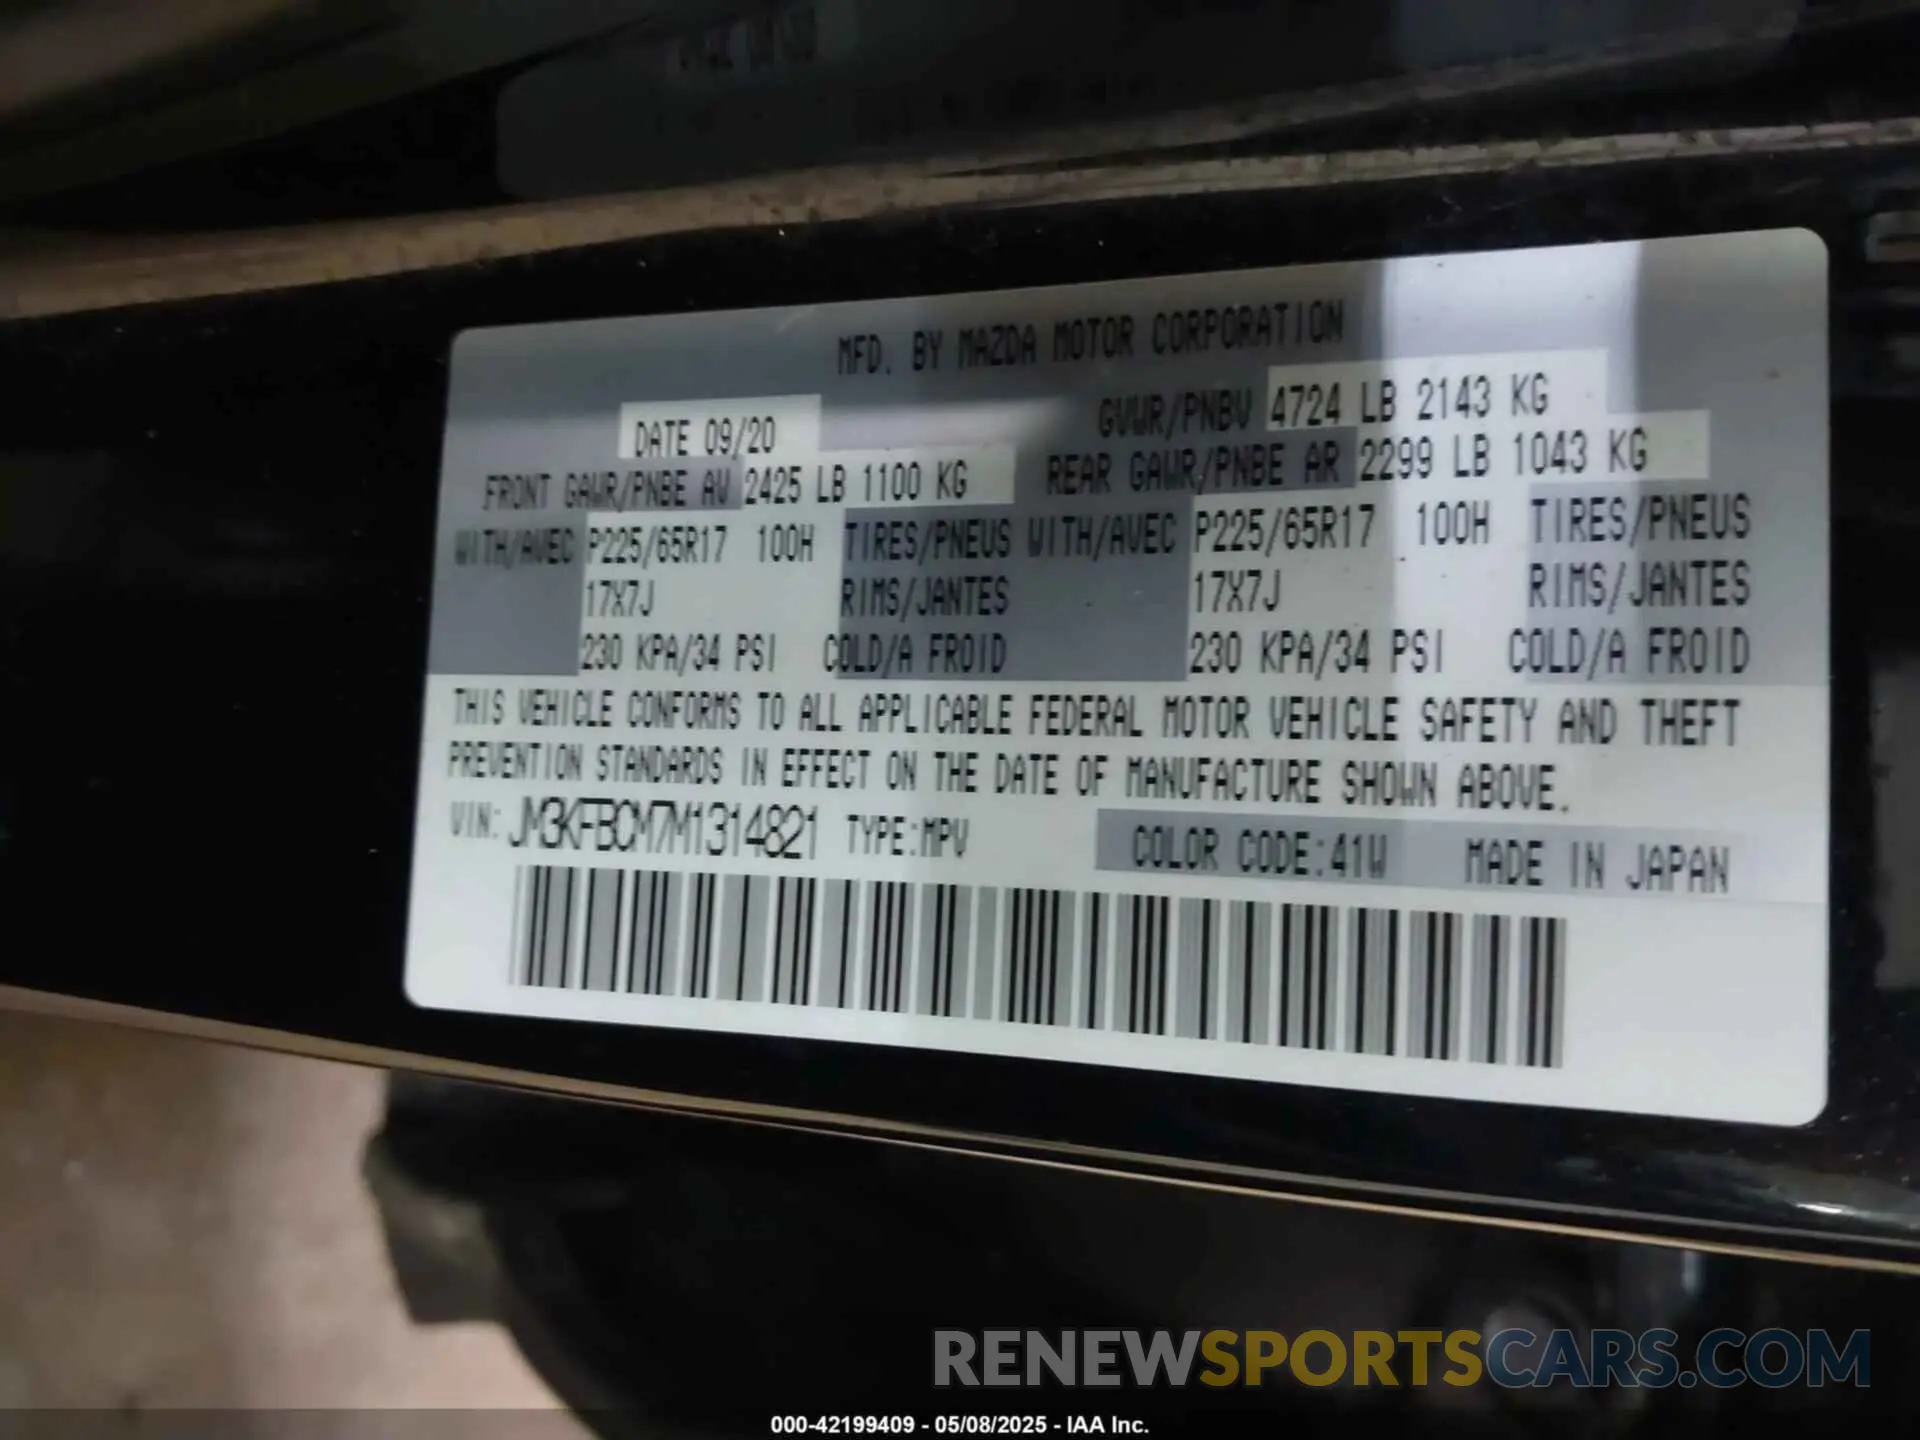 MFD. BY MAZDA MOTOR CORPORATION
DATE 09/20 GVWR/PNBV 4724 LB 2143 KG
FRONT GAWR/PNBE AV 2425 LB 1100 KG REAR GAWR/PNBE AR 2299 LB 1043 KG
WITH/AVEC P225/65R17 100H TIRES/PNEUS WITH/AVEC P225/65R17 100H TIRES/PNEUS
17X7J RIMS/JANTES 17X7J RIMS/JANTES
230 KPA/34 PSI COLD/A FROID 230 KPA/34 PSI COLD/A FROID
THIS VEHICLE CONFORMS TO ALL APPLICABLE FEDERAL MOTOR VEHICLE SAFETY AND THEFT
PREVENTION STANDARDS IN EFFECT ON THE DATE OF MANUFACTURE SHOWN ABOVE.
VIN: JM3KFBCM7M1314821 TYPE:MPV COLOR CODE:41W MADE IN JAPAN
RENEWSPORTSCARS.COM
000-42199409 - 05/08/2025 - IAA Inc.